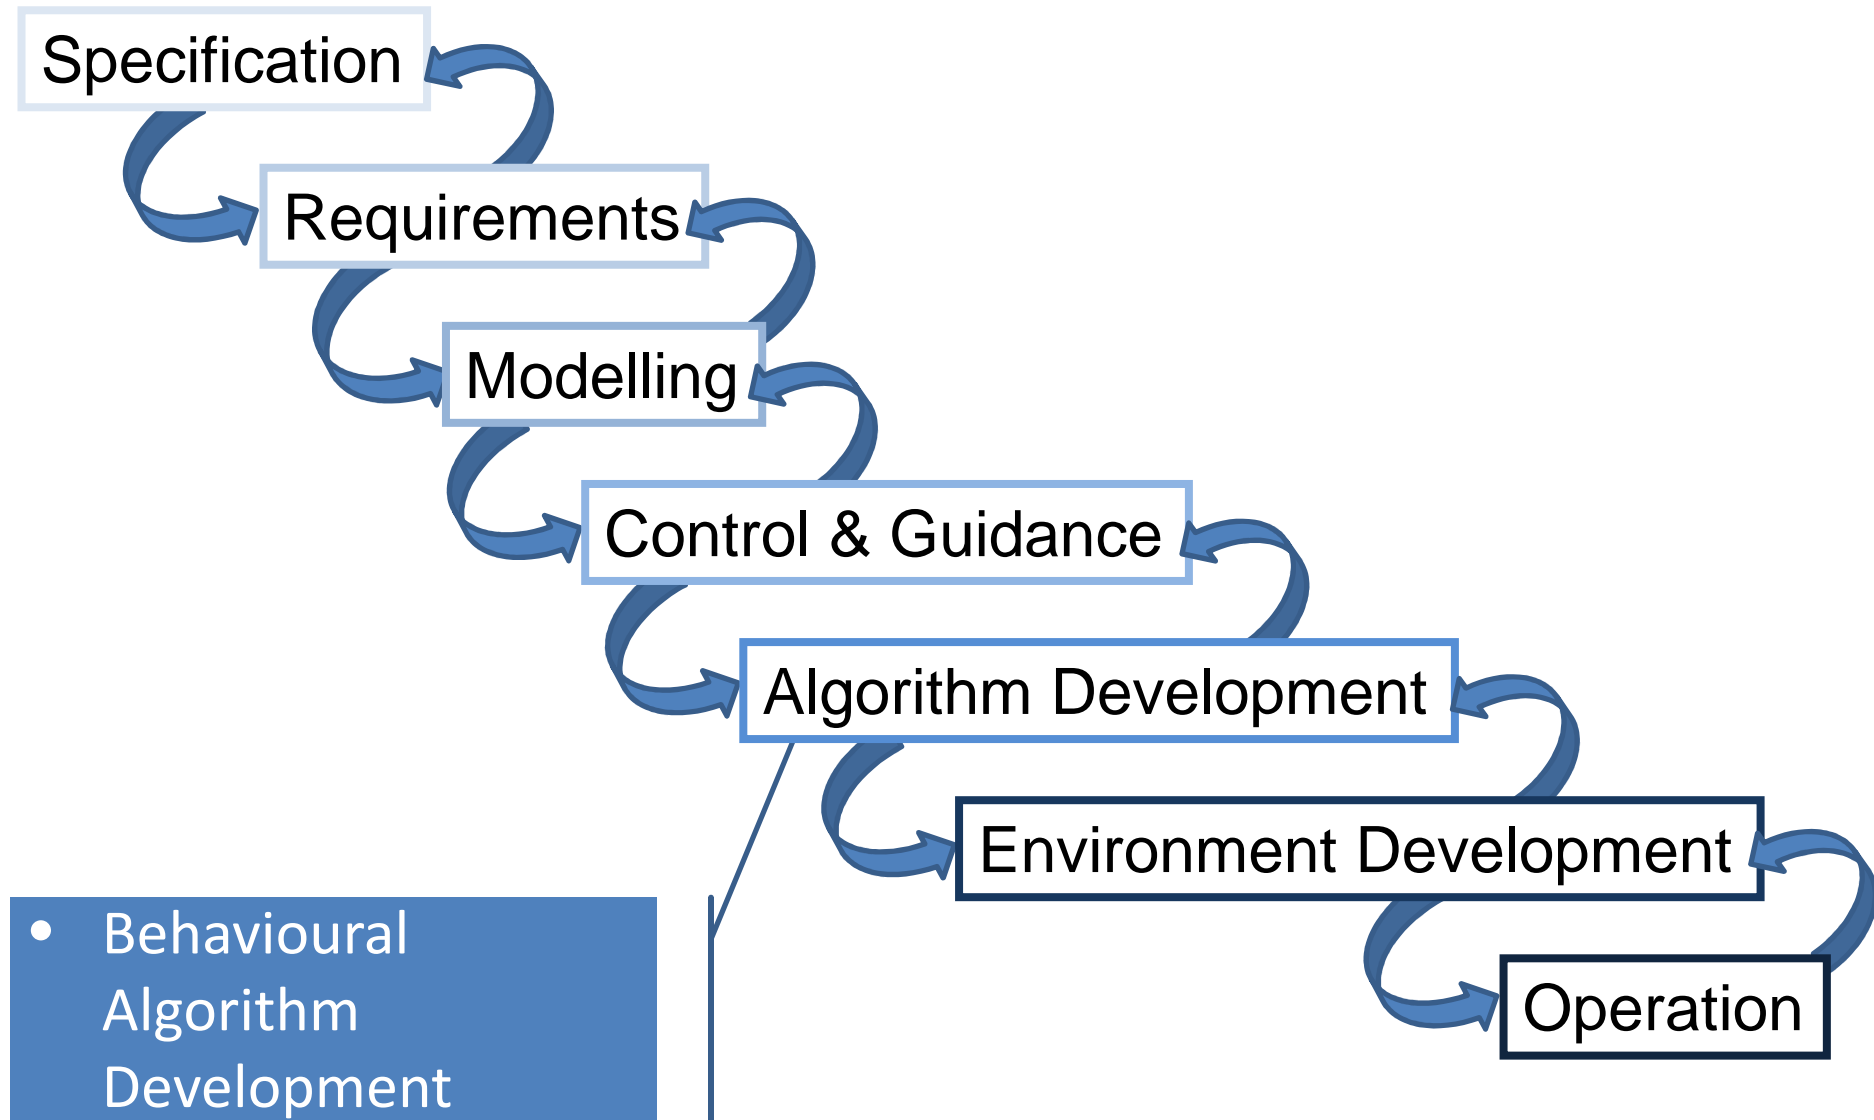 Specification
Requirements
Modelling
Control & Guidance
Algorithm Development
Environment Development
Operation
• Behavioural
Algorithm
Development